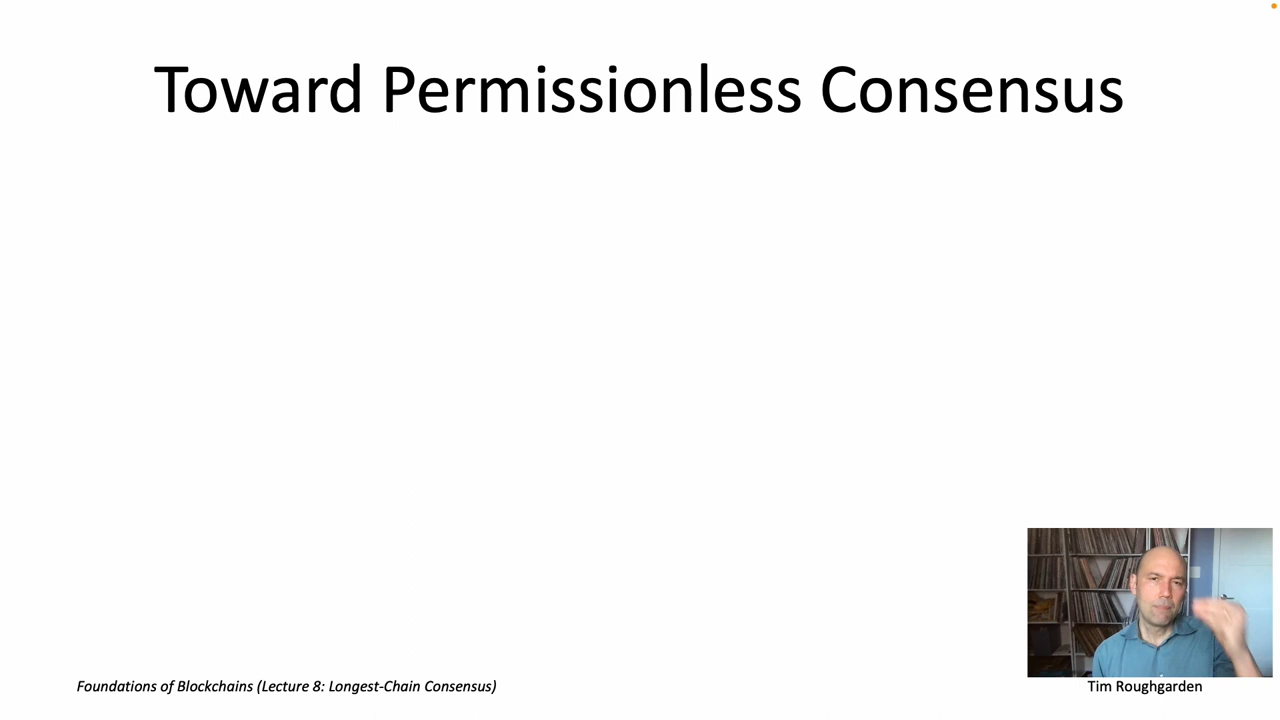 Toward Permissionless Consensus
Foundations of Blockchains (Lecture 8: Longest-Chain Consensus)
Tim Roughgarden